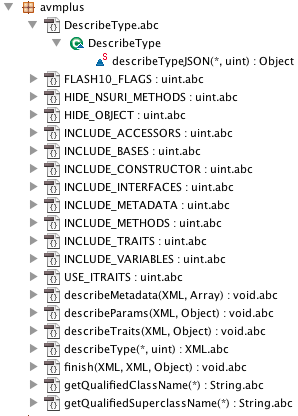 avmplus
DescribeType.abc
DescribeType
describeTypeJSON(*, uint) : Object
FLASH10_FLAGS : uint.abc
HIDE_NSURI_METHODS : uint.abc
HIDE_OBJECT : uint.abc
INCLUDE_ACCESSORS : uint.abc
INCLUDE_BASES : uint.abc
INCLUDE_CONSTRUCTOR : uint.abc
INCLUDE_INTERFACES : uint.abc
INCLUDE_METADATA : uint.abc
INCLUDE_METHODS : uint.abc
INCLUDE_TRAITS : uint.abc
INCLUDE_VARIABLES : uint.abc
USE_ITRAITS : uint.abc
describeMetadata(XML, Array) : void.abc
describeParams(XML, Object) : void.abc
describeTraits(XML, Object) : void.abc
describeType(*, uint) : XML.abc
finish(XML, XML, Object) : void.abc
getQualifiedClassName(*) : String.abc
getQualifiedSuperclassName(*) : String.abc